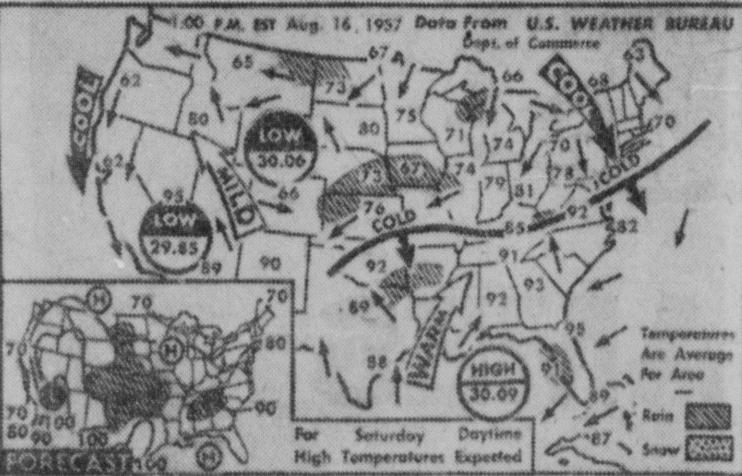 1:00 P.M. EST Aug. 16, 1957 Data From U.S. WEATHER BUREAU
Dept. of Commerce
COOL
62
65
67
73
66
COOL
68
63
80
LOW
30.06
80
75
71
74
70
70
62
MILD
66
73
67
74
79
81
78
COLD
95
LOW
29.85
76
COLD
85
92
82
89
90
92
91
92
93
89
88
WARM
HIGH
30.09
95
91
89
87
Temperatures
Are Average
For Area
Rain
Snow
H
70
70
H
80
70
70
80
90
100
100
90
H
100
FORECAST
For Saturday Daytime
High Temperatures Expected